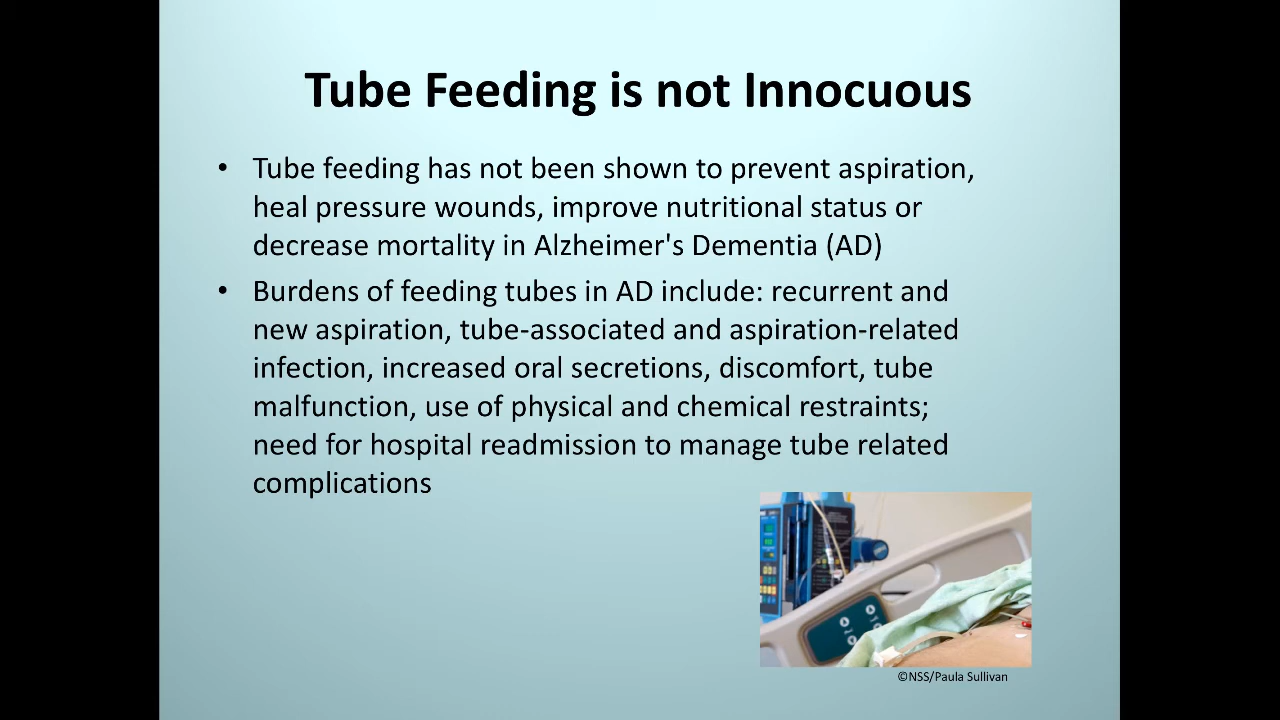 Tube Feeding is not Innocuous
• Tube feeding has not been shown to prevent aspiration,
heal pressure wounds, improve nutritional status or
decrease mortality in Alzheimer's Dementia (AD)
• Burdens of feeding tubes in AD include: recurrent and
new aspiration, tube-associated and aspiration-related
infection, increased oral secretions, discomfort, tube
malfunction, use of physical and chemical restraints;
need for hospital readmission to manage tube related
complications
©NSS/Paula Sullivan